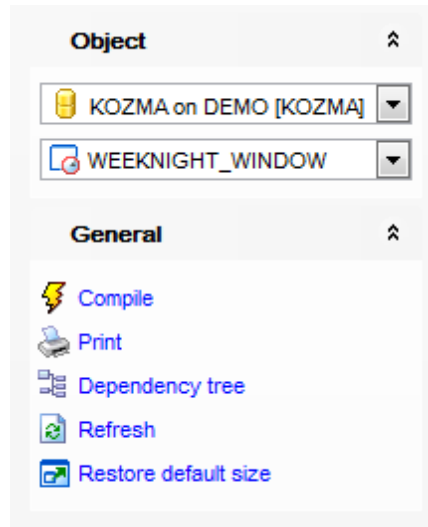 Object
KOZMA on DEMO [KOZMA]
WEEKNIGHT_WINDOW
General
Compile
Print
Dependency tree
Refresh
Restore default size